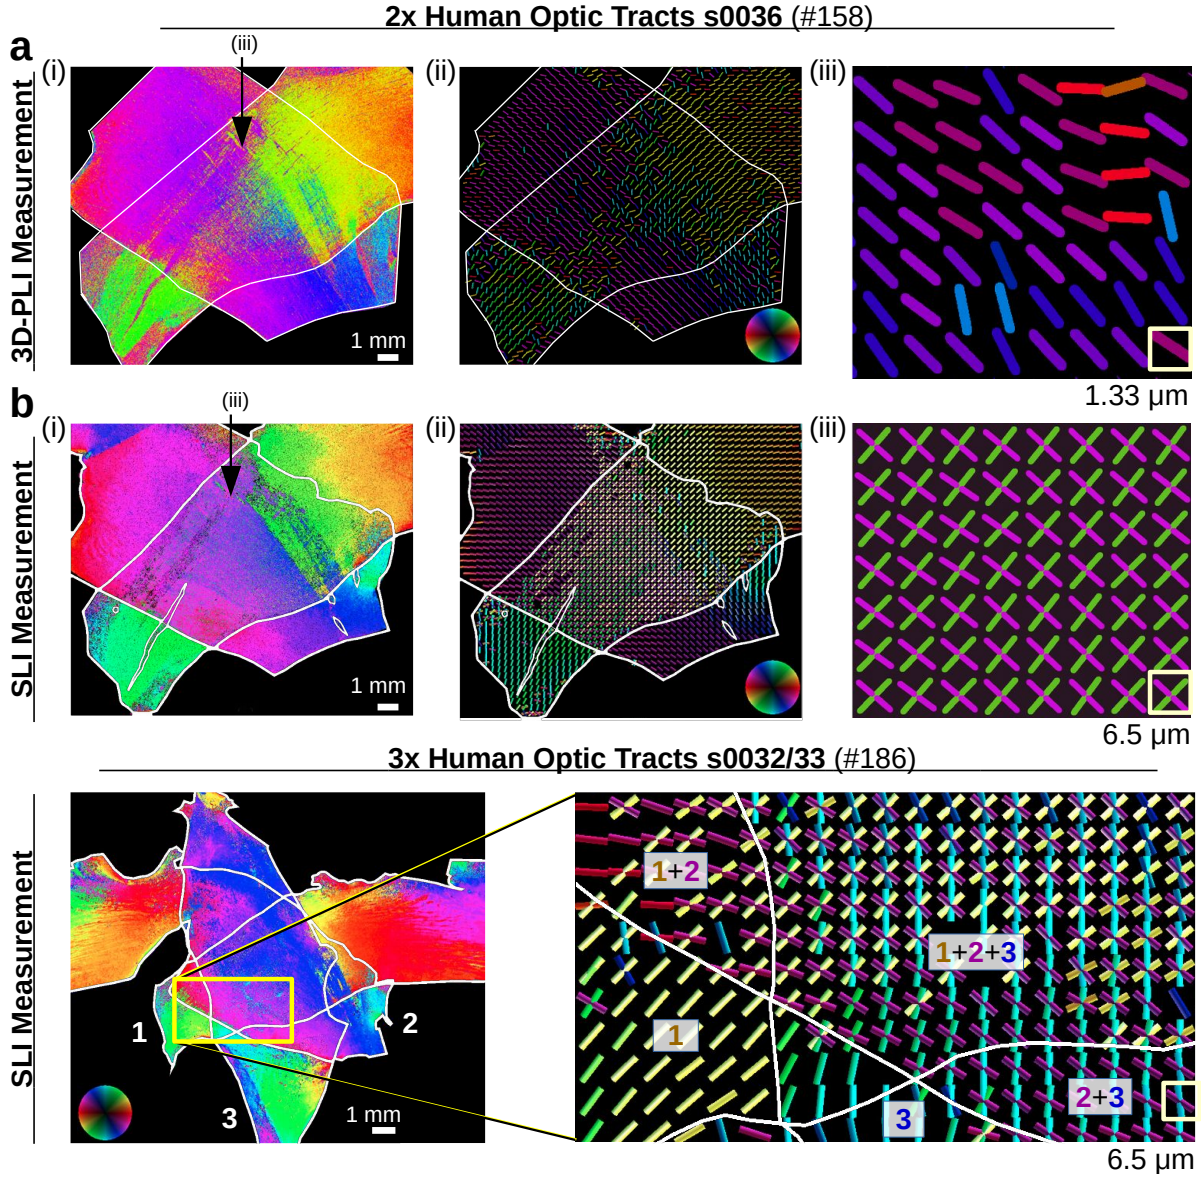 2x Human Optic Tracts s0036 (#158)
a
(i)
(iii)
(ii)
(iii)
3D-PLI Measurement
1 mm
1.33 µm
b
(i)
(iii)
(ii)
(iii)
SLI Measurement
1 mm
6.5 µm
3x Human Optic Tracts s0032/33 (#186)
SLI Measurement
1
2
3
1 mm
1+2
1+2+3
1
3
2+3
6.5 µm